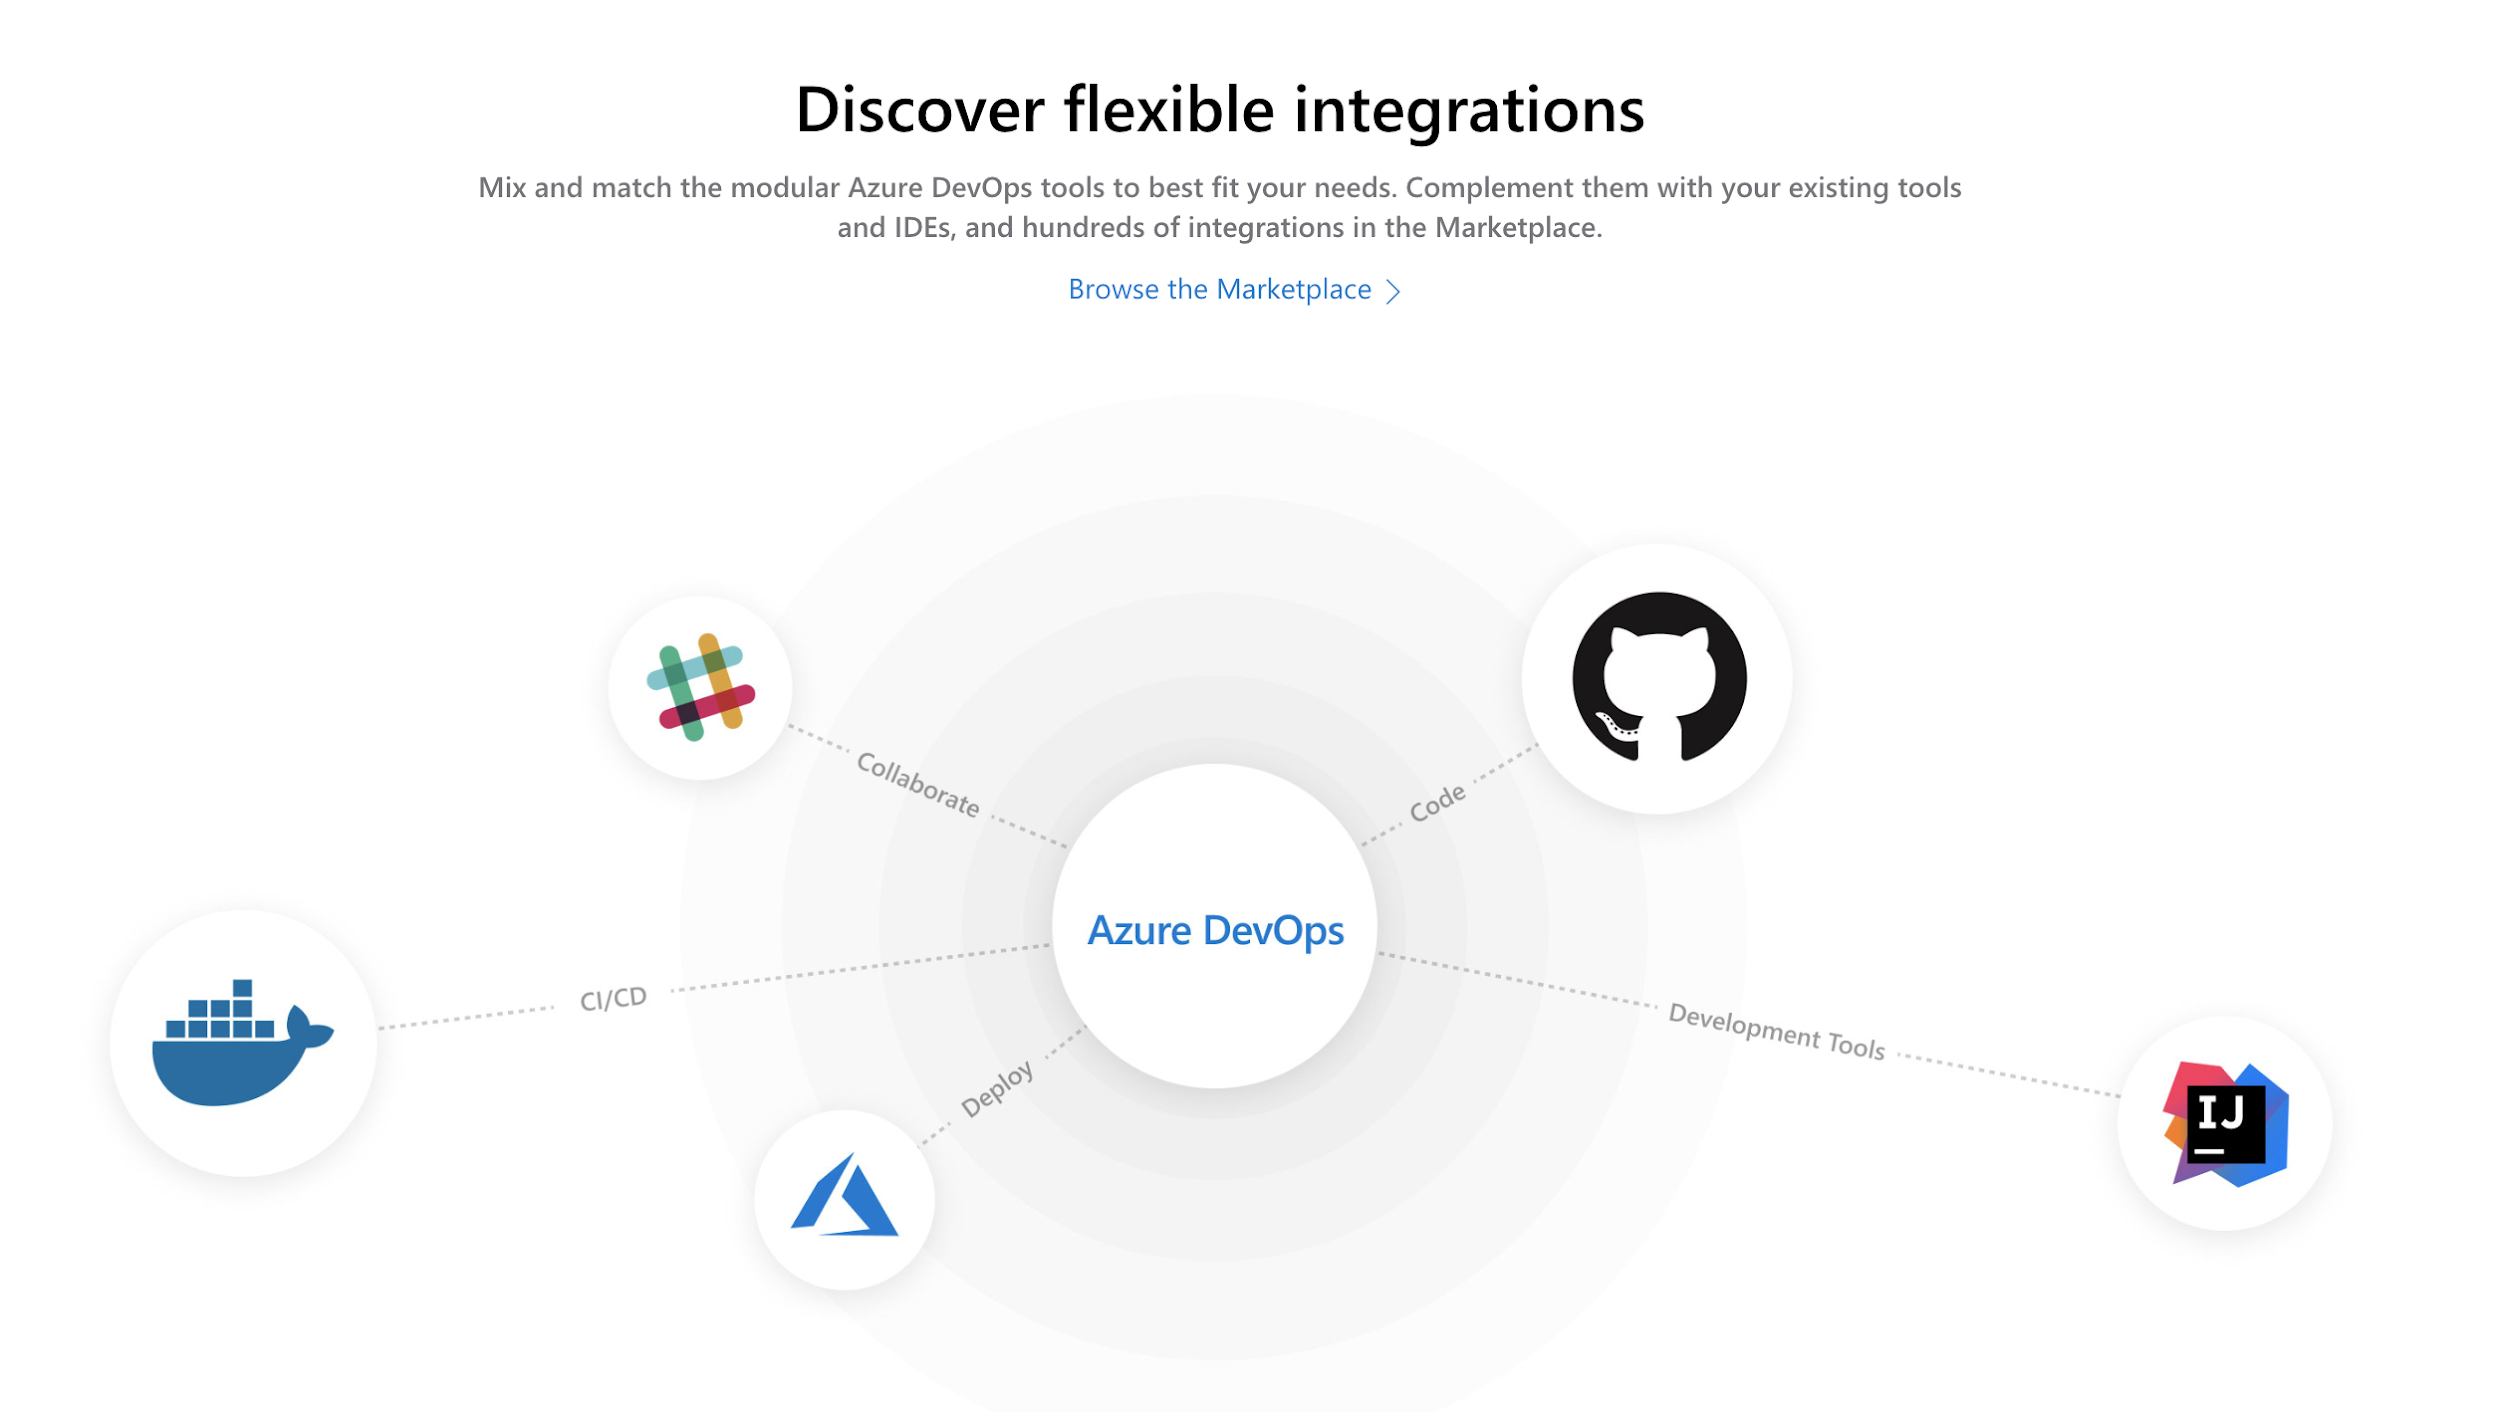 Discover flexible integrations
Mix and match the modular Azure DevOps tools to best fit your needs. Complement them with your existing tools
and IDEs, and hundreds of integrations in the Marketplace.
Browse the Marketplace
Collaborate
Code
Azure DevOps
CI/CD
Development Tools
Deploy
IJ